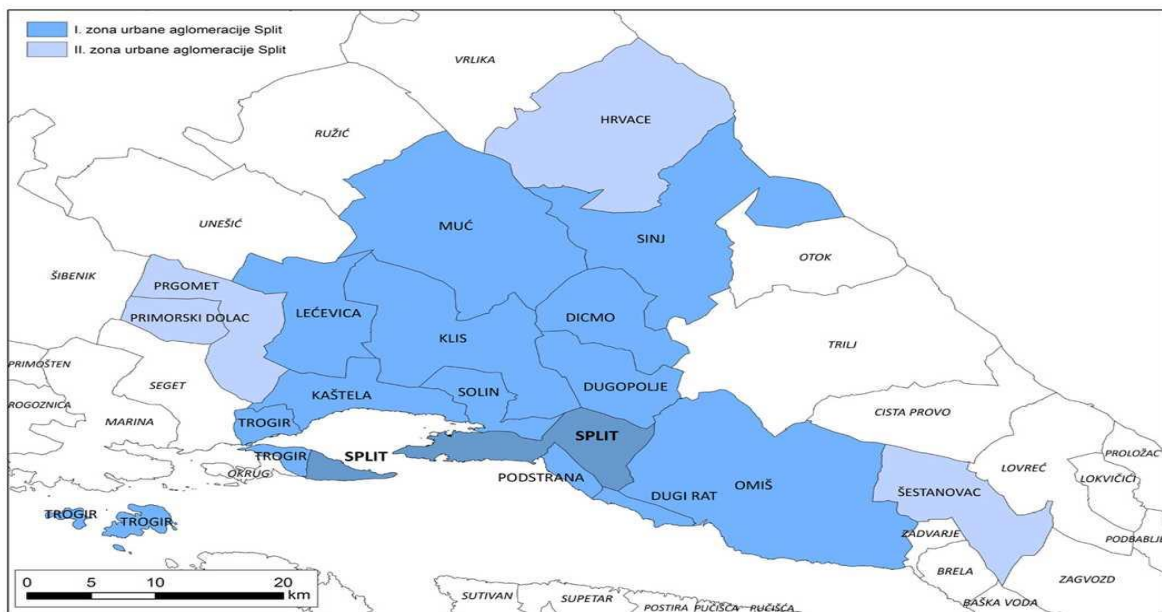 I. zona urbane aglomeracije Split
II. zona urbane aglomeracije Split
VRLIKA
HRVACE
RUŽIĆ
MUĆ
UNEŠIĆ
SINJ
OTOK
ŠIBENIK
PRGOMET
PRIMORSKI DOLAC
LEĆEVICA
DICMO
KLIS
TRILJ
PRIMOŠTEN
SEGET
DUGOPOLJE
KAŠTELA
SOLIN
ROGOZNICA
MARINA
CISTA PROVO
TROGIR
SPLIT
PROLOŽAC
TROGIR
SPLIT
LOVREĆ
OKRUG
PODSTRANA
LOKVIČIĆI
DUGI RAT
OMIŠ
ŠESTANOVAC
TROGIR
TROGIR
ZADVARJE
PODBABLJE
BRELA
ZAGVOZD
0 5 10 20
km
SUTIVAN
SUPETAR
POSTIRA
PUČIŠĆA
PUČIŠĆA
BAŠKA VODA